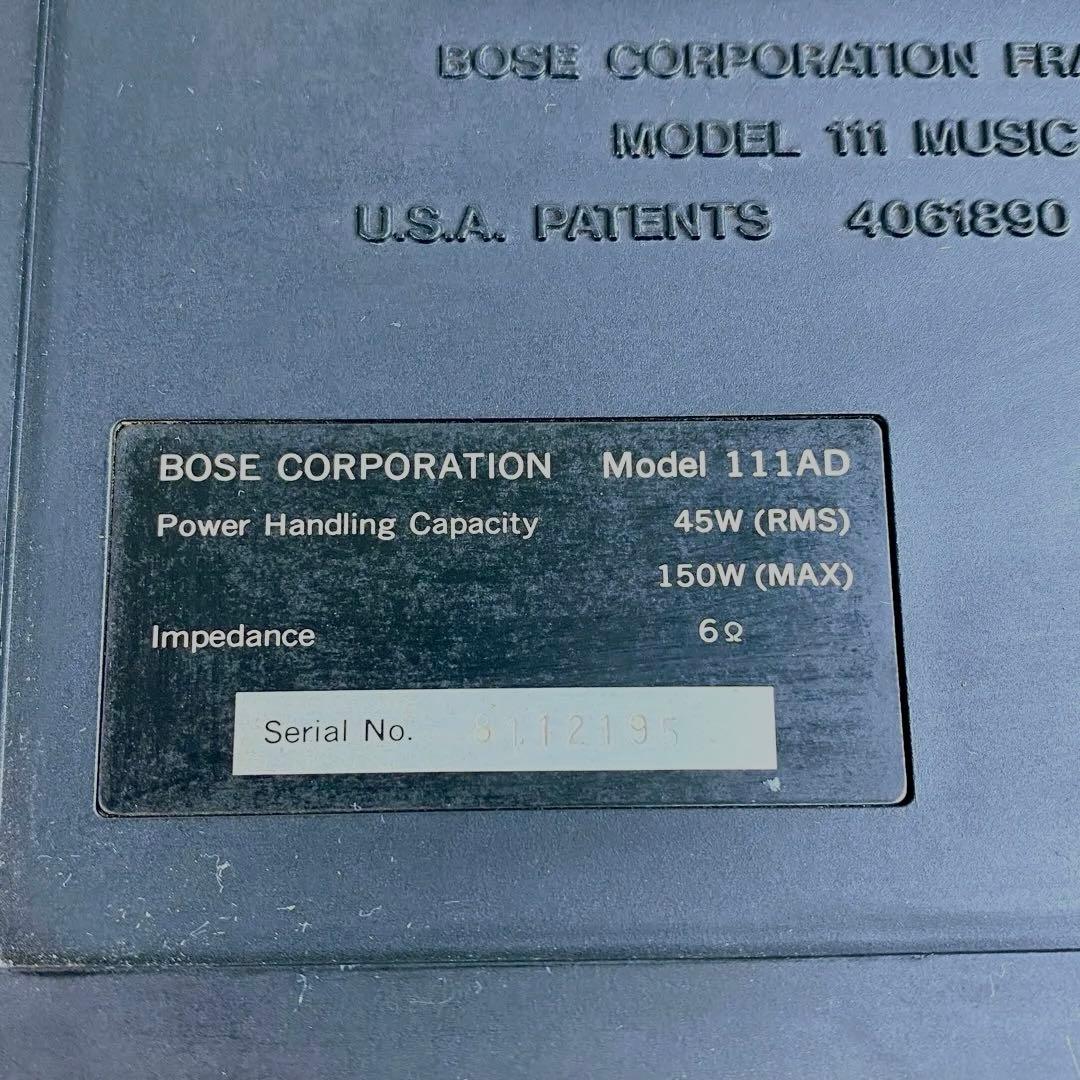 BOSE CORPORATION FRA
MODEL 111 MUSIC
U.S.A. PATENTS 4061890
BOSE CORPORATION Model 111AD
Power Handling Capacity 45W (RMS)
150W (MAX)
Impedance 6Ω
Serial No. 8112195